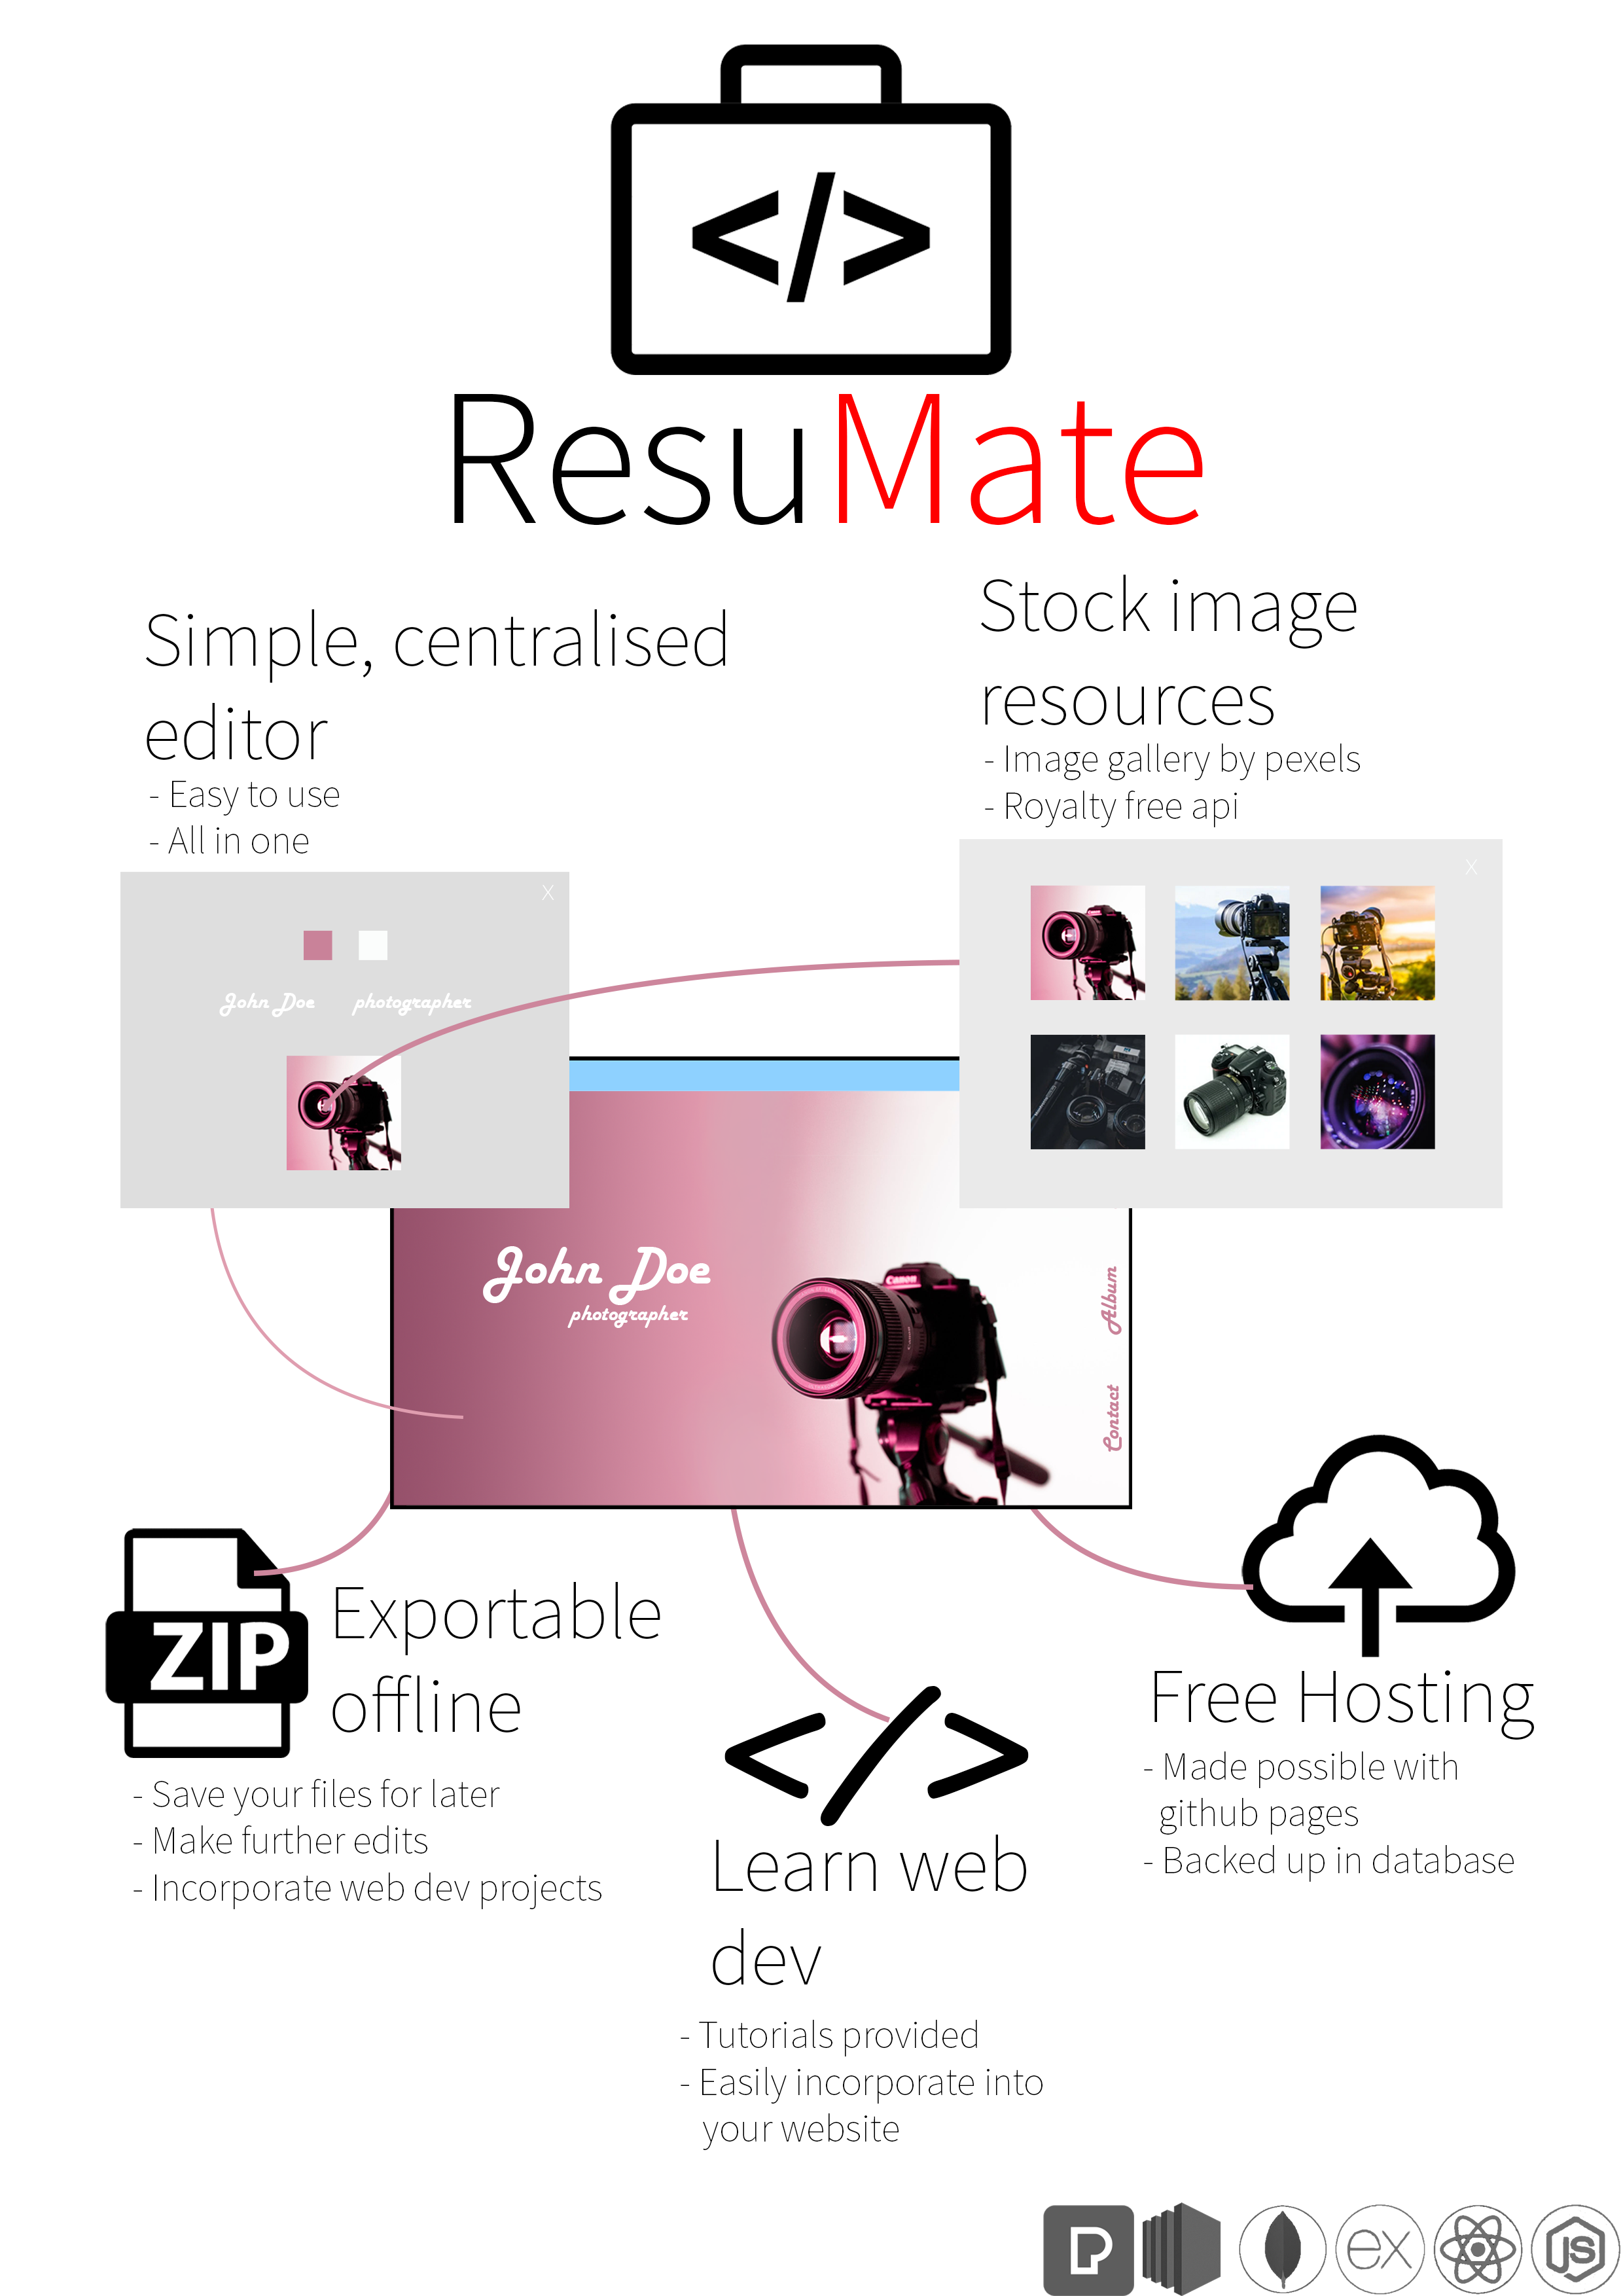 </>
ResuMate
Simple, centralised
editor
- Easy to use
- All in one
Stock image
resources
- Image gallery by pexels
- Royalty free api
X
John Doe photographer
X
John Doe
photographer
Canon
Album
Contact
ZIP
Exportable
offline
- Save your files for later
- Make further edits
- Incorporate web dev projects
</>
Learn web
dev
- Tutorials provided
- Easily incorporate into
your website
Free Hosting
- Made possible with
github pages
- Backed up in database
P
ex
JS